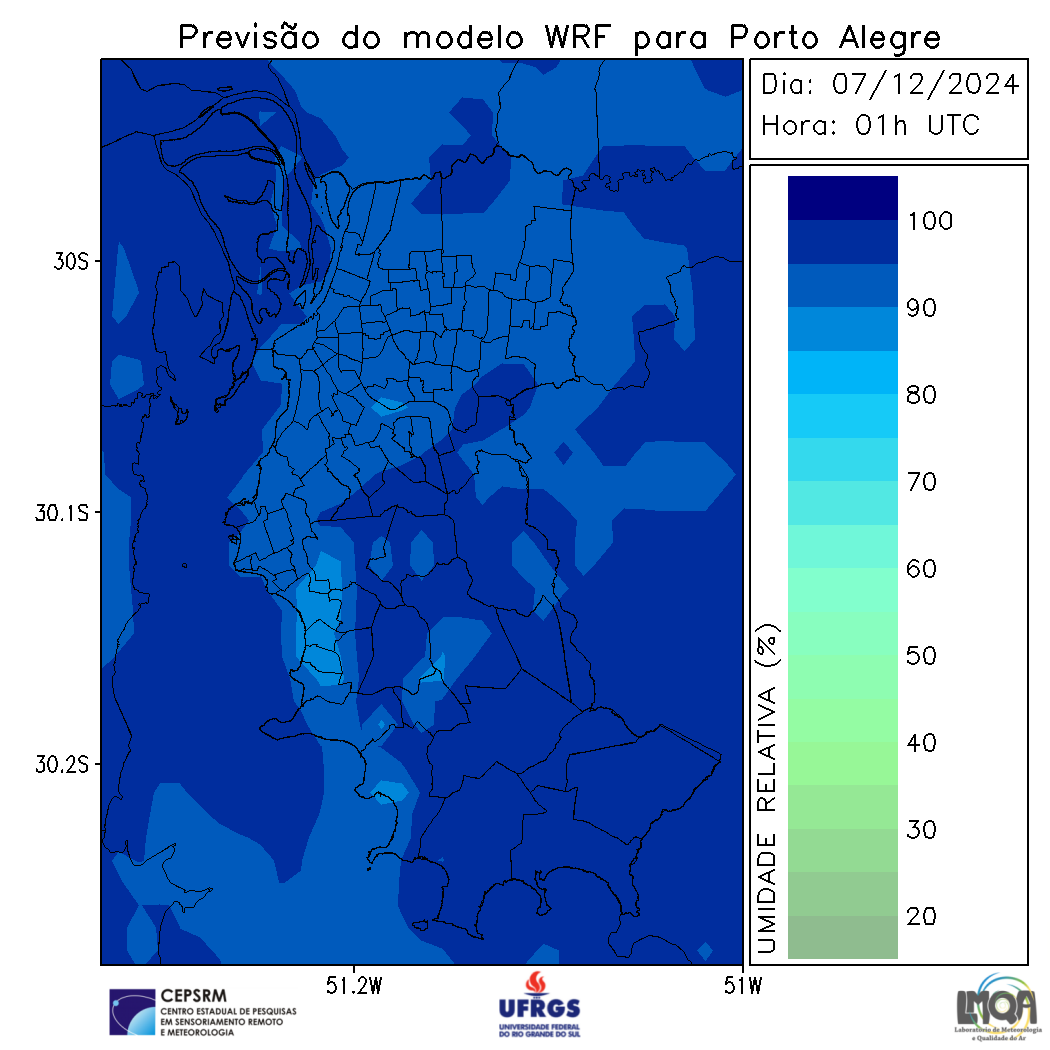 Previsão do modelo WRF para Porto Alegre
Dia: 07/12/2024
Hora: 01h UTC
30S
30.1S
30.2S
51.2W
51W
UMIDADE RELATIVA (%)
100
90
80
70
60
50
40
30
20
CEPSRM
CENTRO ESTADUAL DE PESQUISAS
EM SENSORIAMENTO REMOTO
E METEOROLOGIA
UFRGS
UNIVERSIDADE FEDERAL
DO RIO GRANDE DO SUL
LMQA
Laboratório de Meteorologia
e Qualidade do Ar